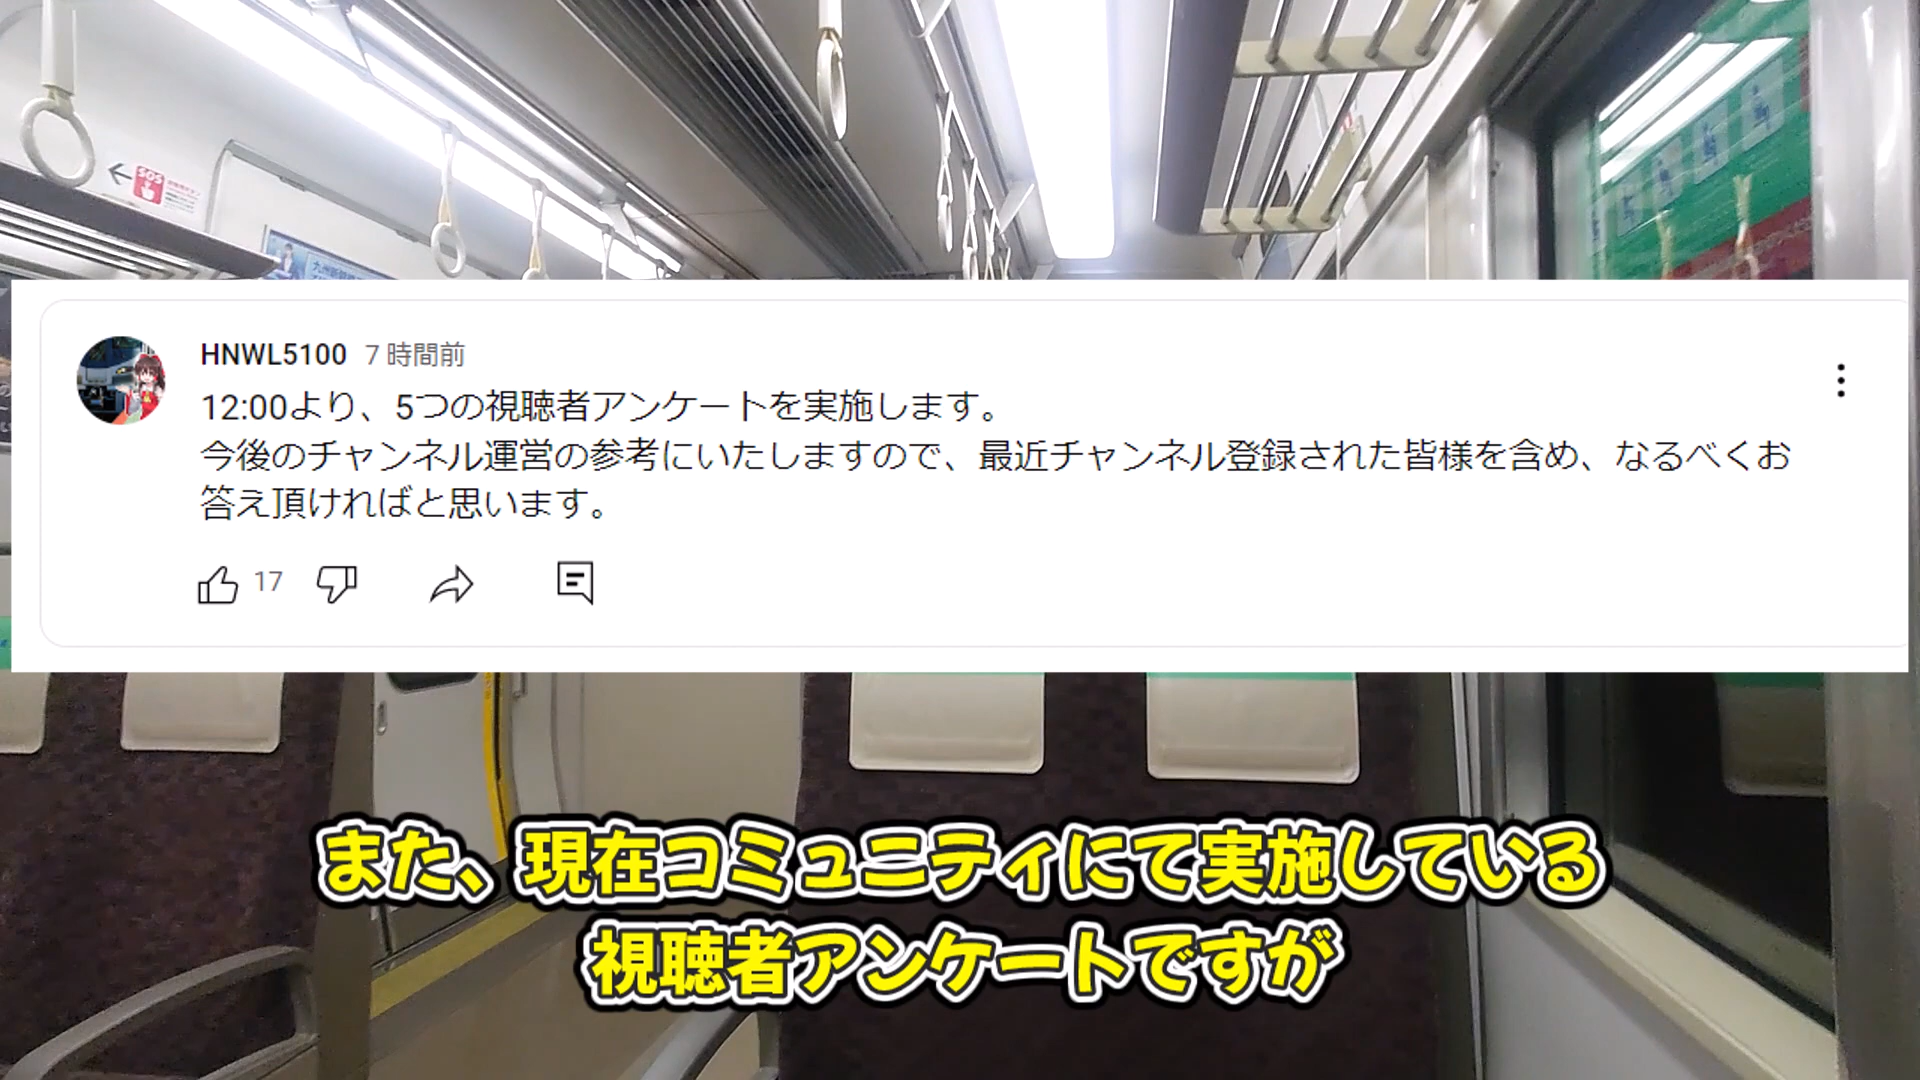 SOS
HNWL5100 7 時間前
12:00より、5つの視聴者アンケートを実施します。
今後のチャンネル運営の参考にいたしますので、最近チャンネル登録された皆様を含め、なるべくお
答え頂ければと思います。
17
また、現在コミュニティにて実施している
視聴者アンケートですが